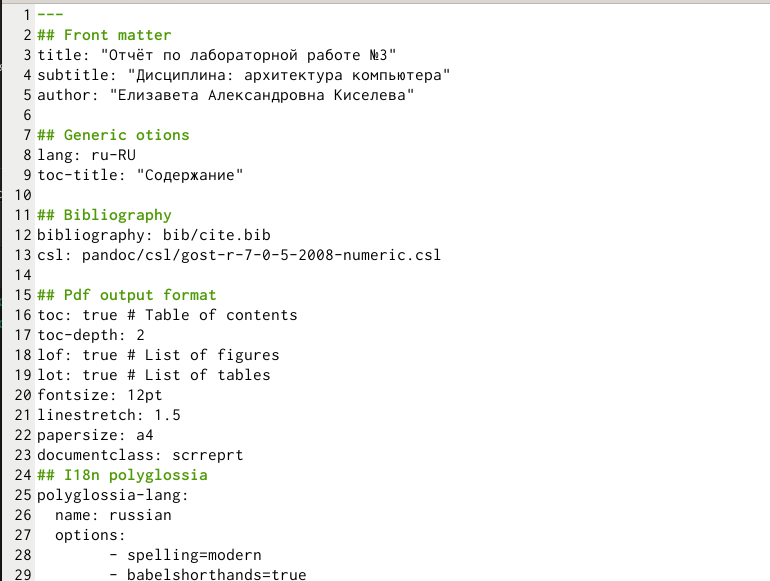 1 ---
2 ## Front matter
3 title: "Отчёт по лабораторной работе №3"
4 subtitle: "Дисциплина: архитектура компьютера"
5 author: "Елизавета Александровна Киселева"
6
7 ## Generic otions
8 lang: ru-RU
9 toc-title: "Содержание"
10
11 ## Bibliography
12 bibliography: bib/cite.bib
13 csl: pandoc/csl/gost-r-7-0-5-2008-numeric.csl
14
15 ## Pdf output format
16 toc: true # Table of contents
17 toc-depth: 2
18 lof: true # List of figures
19 lot: true # List of tables
20 fontsize: 12pt
21 linestretch: 1.5
22 papersize: a4
23 documentclass: scrreprt
24 ## I18n polyglossia
25 polyglossia-lang:
26   name: russian
27   options:
28         - spelling=modern
29         - babelshorthands=true